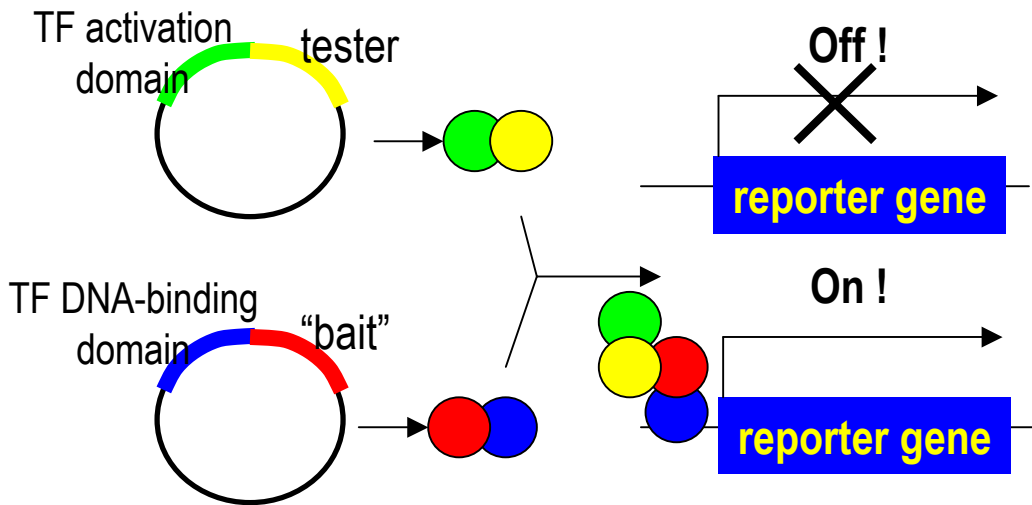 TF activation
domain
tester
Off !
reporter gene
TF DNA-binding
domain
“bait”
On !
reporter gene